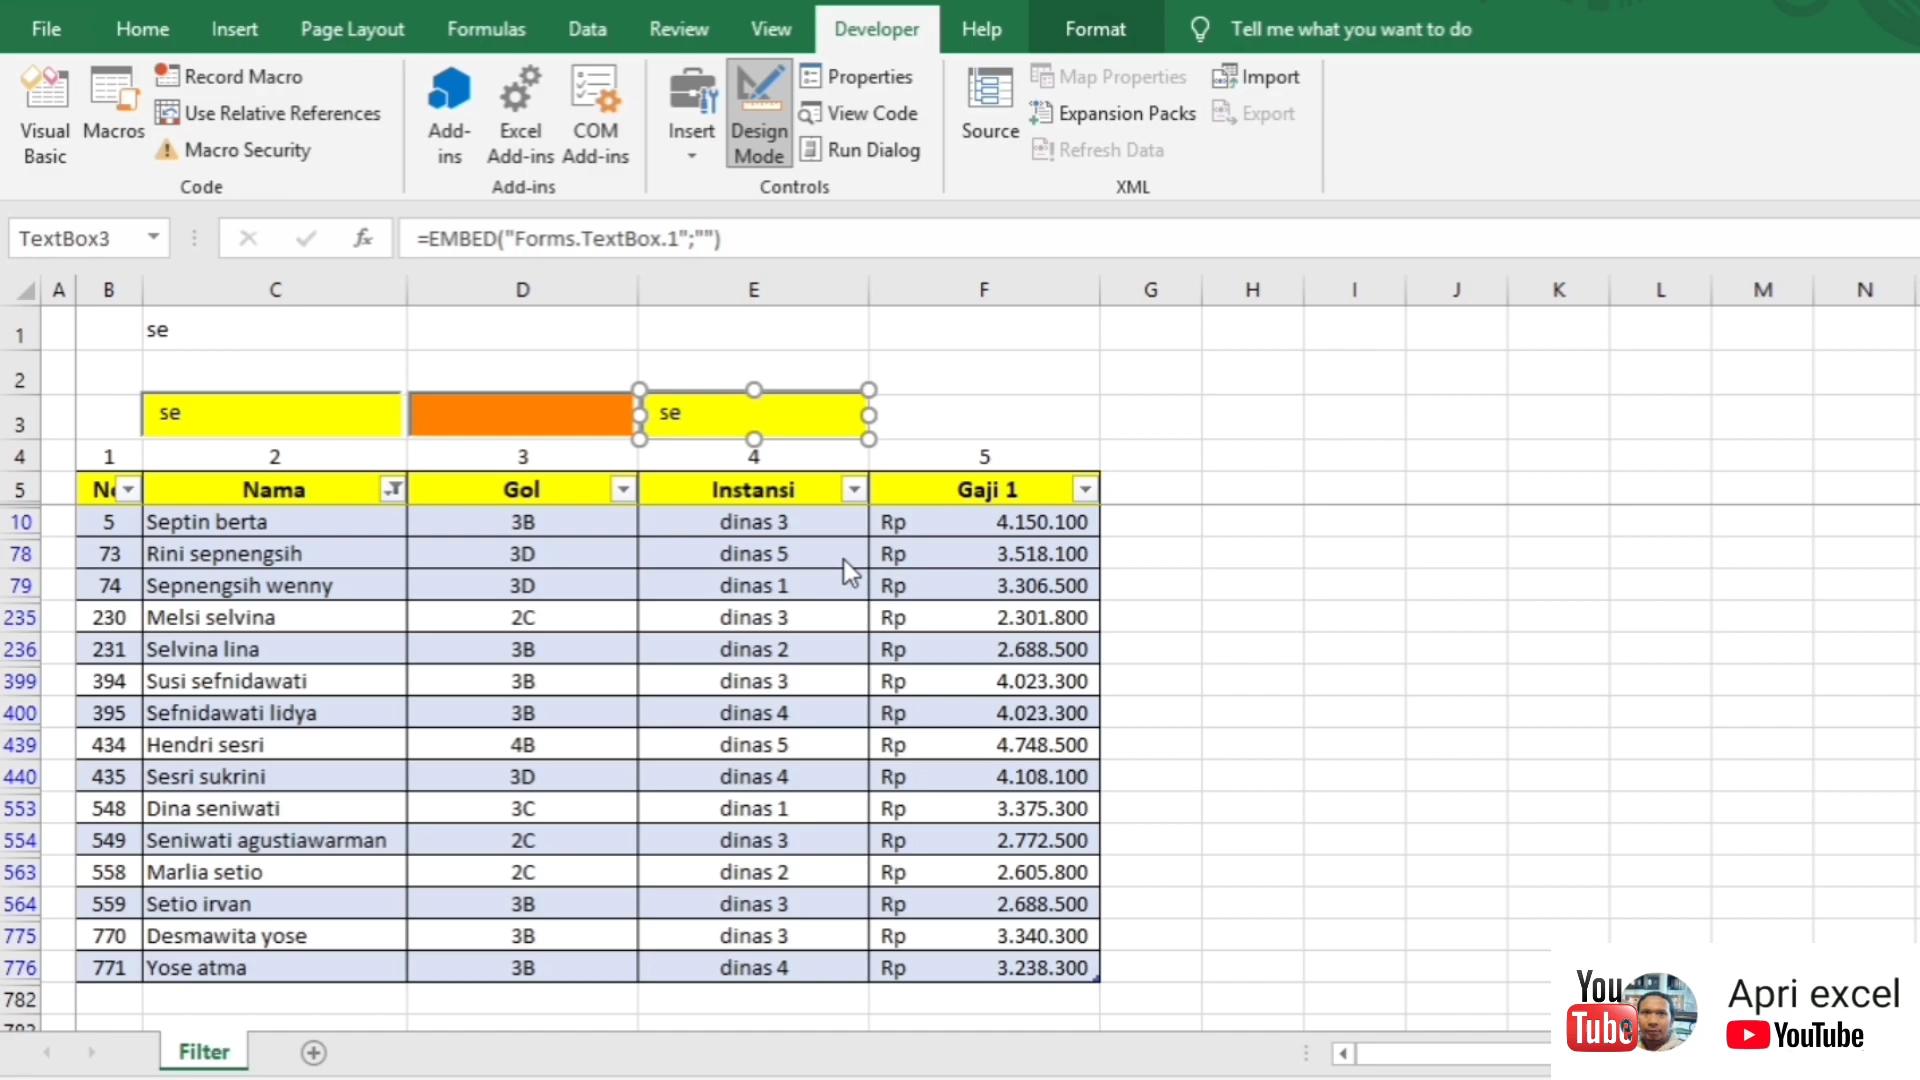 File Home Insert Page Layout Formulas Data Review View Developer Help Format Tell me what you want to do
Visual Basic
Macros
Record Macro
Use Relative References
Macro Security
Code
Add-ins
Excel Add-ins
COM Add-ins
Add-ins
Insert
Design Mode
Properties
View Code
Run Dialog
Controls
Source
Map Properties
Expansion Packs
Refresh Data
Import
Export
XML
TextBox3 fx =EMBED("Forms.TextBox.1";"")
A B C D E F G H I J K L M N
1 se
2
3 se se
4 1 2 3 4 5
5 Nama Gol Instansi Gaji 1
10 5 Septin berta 3B dinas 3 Rp 4.150.100
78 73 Rini sepnengsih 3D dinas 5 Rp 3.518.100
79 74 Sepnengsih wenny 3D dinas 1 Rp 3.306.500
235 230 Melsi selvina 2C dinas 3 Rp 2.301.800
236 231 Selvina lina 3B dinas 2 Rp 2.688.500
399 394 Susi sefnidawati 3B dinas 3 Rp 4.023.300
400 395 Sefnidawati lidya 3B dinas 4 Rp 4.023.300
439 434 Hendri sesri 4B dinas 5 Rp 4.748.500
440 435 Sesri sukrini 3D dinas 4 Rp 4.108.100
553 548 Dina seniwati 3C dinas 1 Rp 3.375.300
554 549 Seniwati agustiawarman 2C dinas 3 Rp 2.772.500
563 558 Marlia setio 2C dinas 2 Rp 2.605.800
564 559 Setio irvan 3B dinas 3 Rp 2.688.500
775 770 Desmawita yose 3B dinas 3 Rp 3.340.300
776 771 Yose atma 3B dinas 4 Rp 3.238.300
782
Filter
You Tube
Apri excel
YouTube